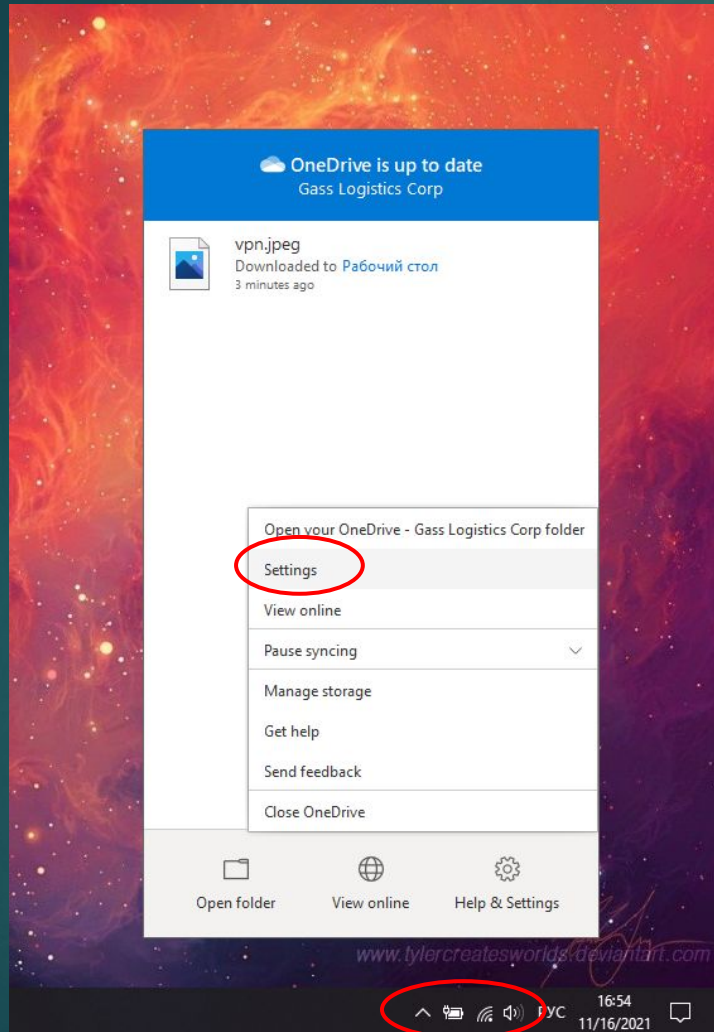 OneDrive is up to date
Gass Logistics Corp
vpn.jpeg
Downloaded to Рабочий стол
3 minutes ago
Open your OneDrive - Gass Logistics Corp folder
Settings
View online
Pause syncing
Manage storage
Get help
Send feedback
Close OneDrive
Open folder View online Help & Settings
www.tylercreatesworlds.deviantart.com
РУС 16:54
11/16/2021